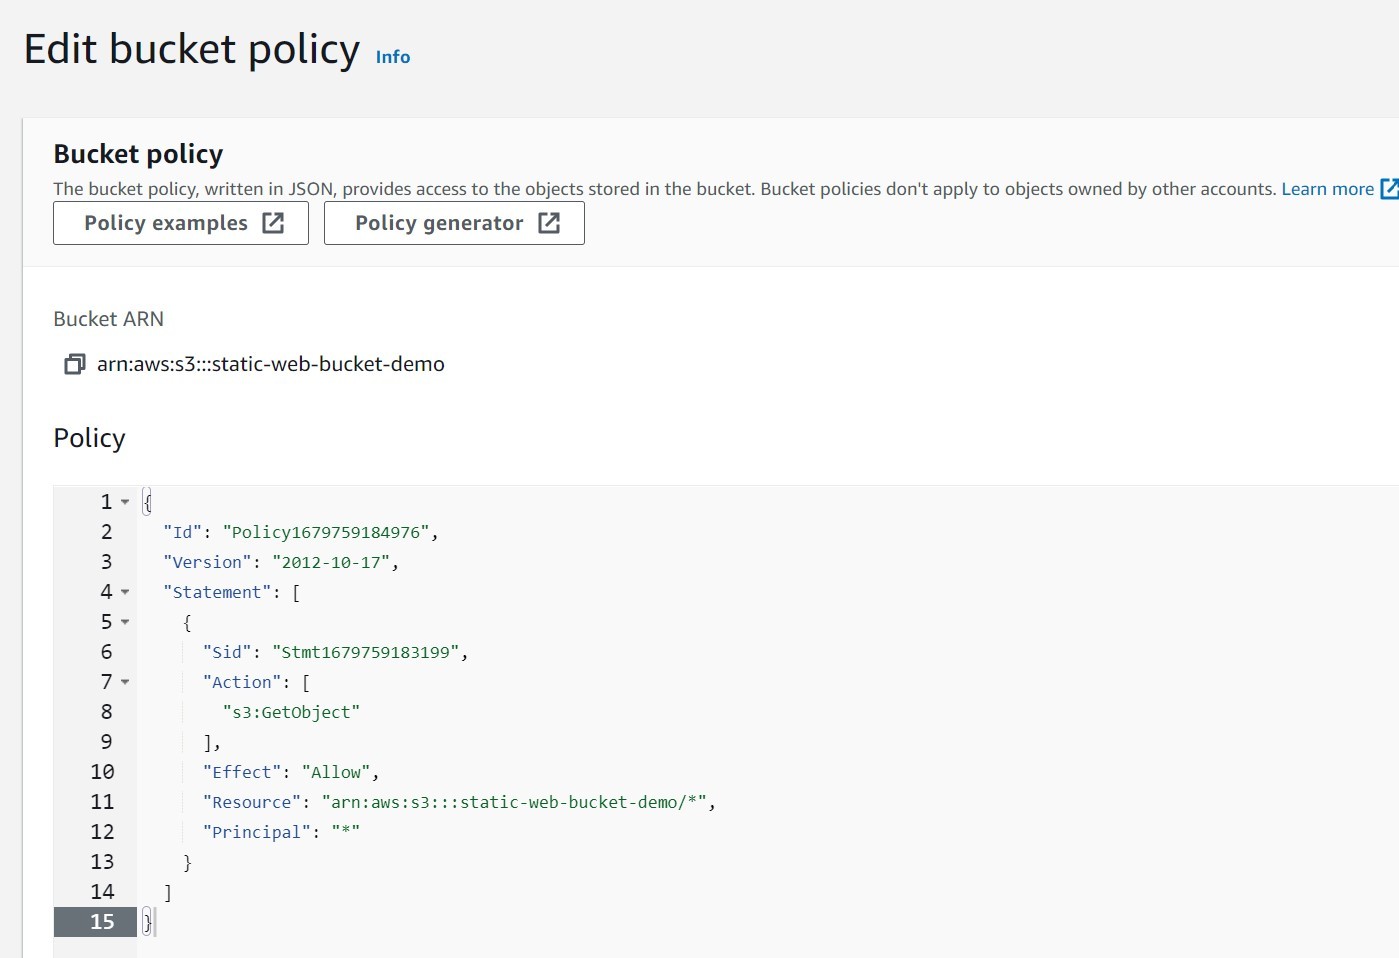 Edit bucket policy Info
Bucket policy
The bucket policy, written in JSON, provides access to the objects stored in the bucket. Bucket policies don't apply to objects owned by other accounts. Learn more
Policy examples Policy generator
Bucket ARN
arn:aws:s3:::static-web-bucket-demo
Policy
1 {
2 "Id": "Policy1679759184976",
3 "Version": "2012-10-17",
4 "Statement": [
5 {
6 "Sid": "Stmt1679759183199",
7 "Action": [
8 "s3:GetObject"
9 ],
10 "Effect": "Allow",
11 "Resource": "arn:aws:s3:::static-web-bucket-demo/*",
12 "Principal": "*"
13 }
14 ]
15 }